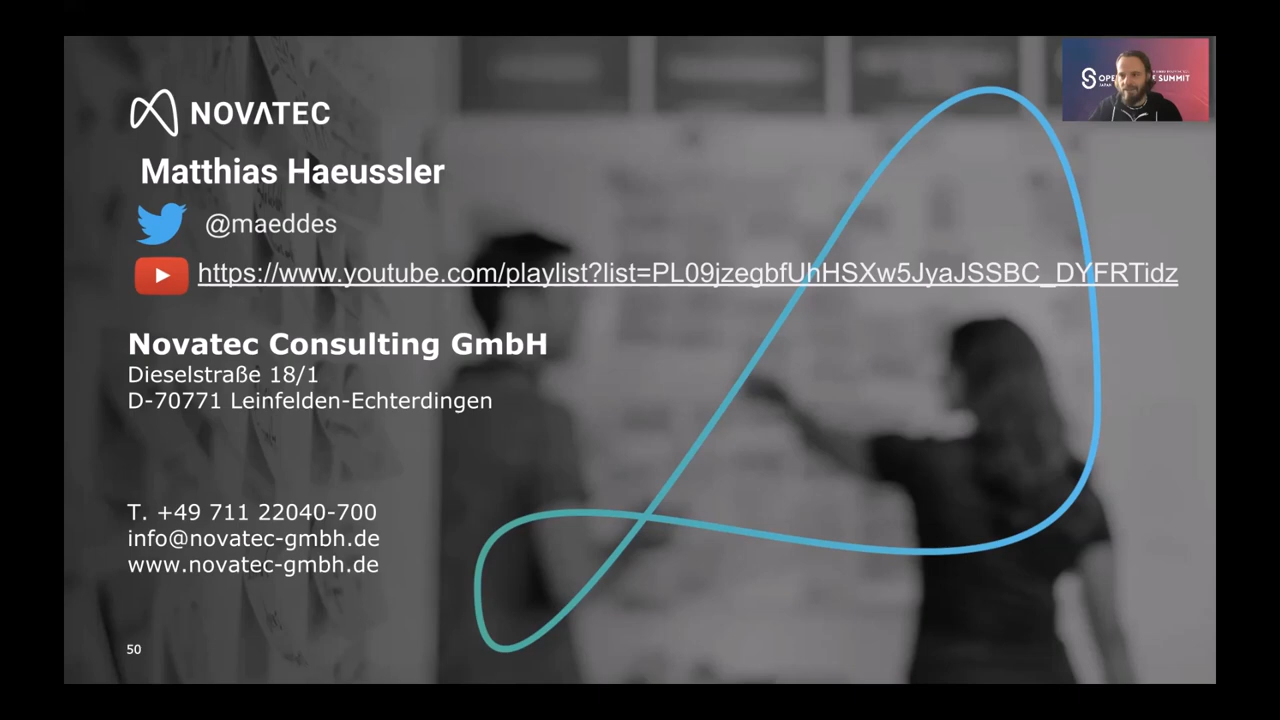 NOVATEC
SUMMIT
Matthias Haeussler
@maeddes
https://www.youtube.com/playlist?list=PL09jzegbfUhHSXw5JyaJSSBC_DYFRTidz
Novatec Consulting GmbH
Dieselstraße 18/1
D-70771 Leinfelden-Echterdingen
T. +49 711 22040-700
info@novatec-gmbh.de
www.novatec-gmbh.de
50